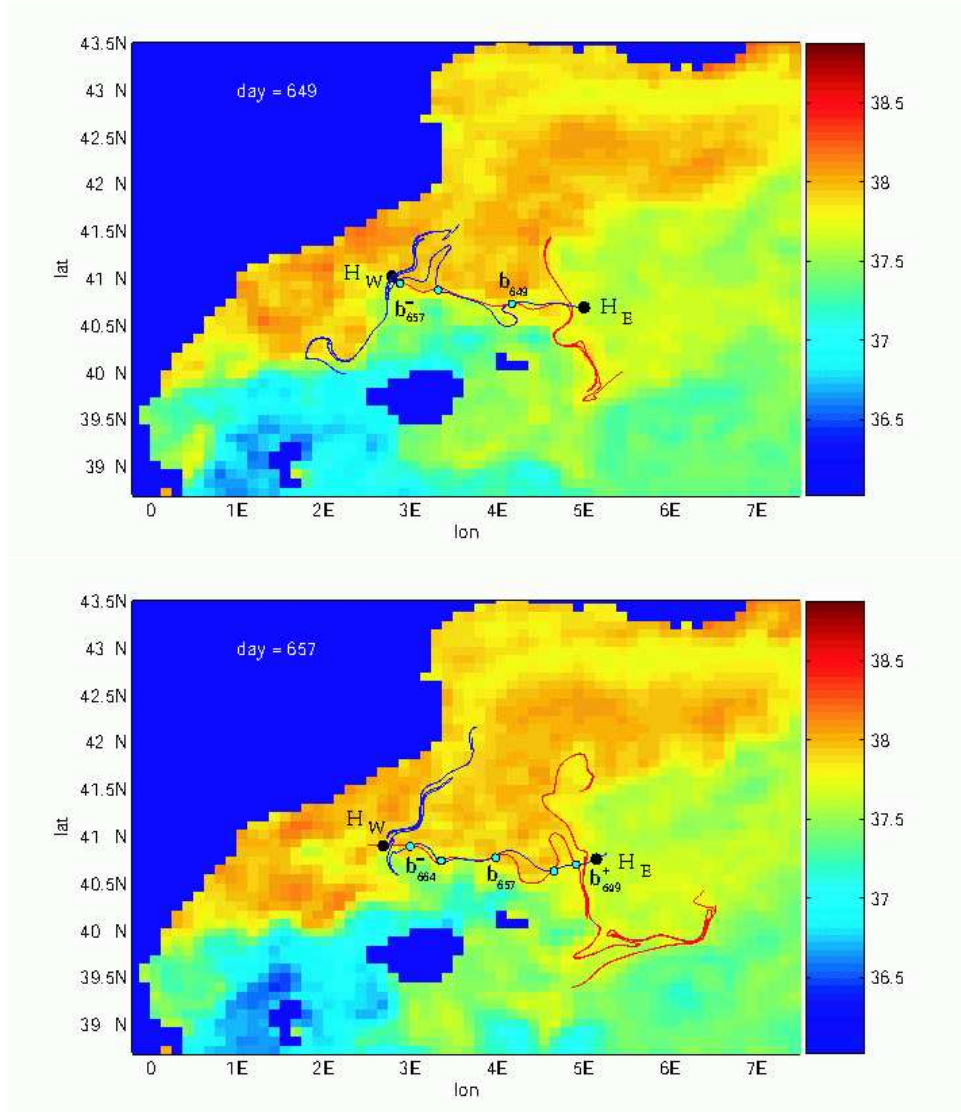 43.5N
day = 649
43 N
42.5N
42 N
41.5N
41 N
40.5N
40 N
39.5N
39 N
lat
H W
b⁻657
b649
H E
0 1E 2E 3E 4E 5E 6E 7E
lon
38.5
38
37.5
37
36.5
43.5N
day = 657
43 N
42.5N
42 N
41.5N
41 N
40.5N
40 N
39.5N
39 N
lat
H W
b⁻664
b657
b⁺699
H E
0 1E 2E 3E 4E 5E 6E 7E
lon
38.5
38
37.5
37
36.5